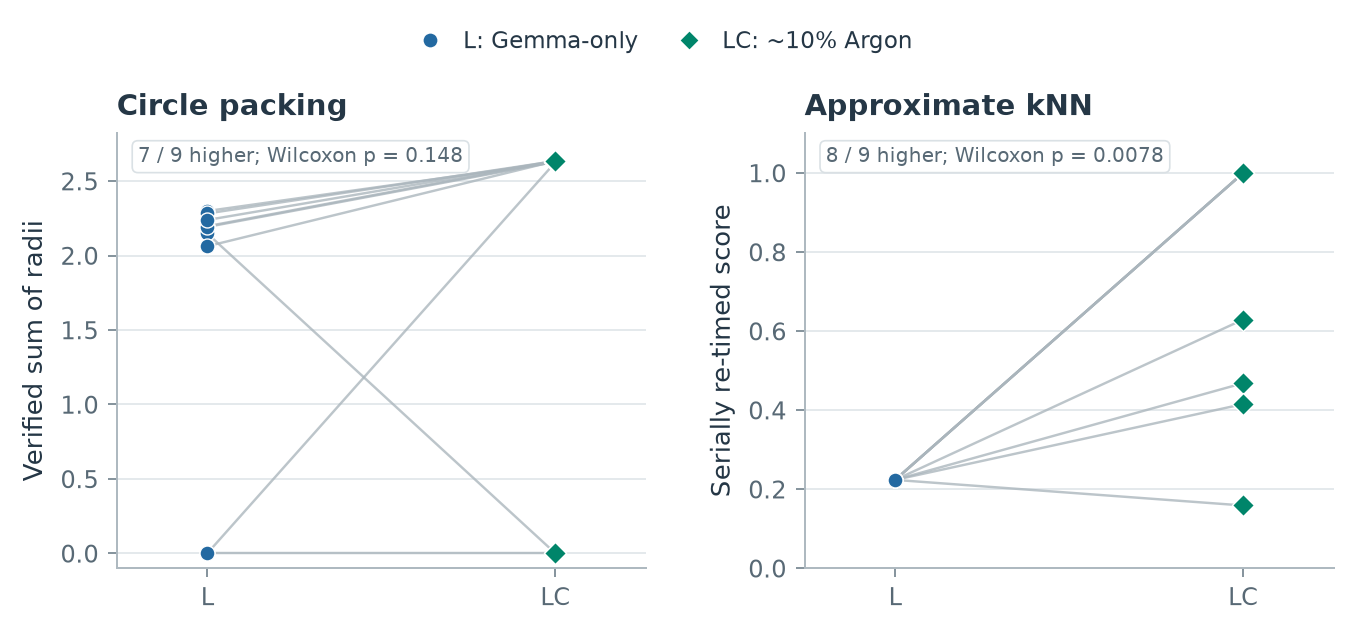 L: Gemma-only
LC: ~10% Argon
Circle packing
7 / 9 higher; Wilcoxon p = 0.148
Verified sum of radii
2.5
2.0
1.5
1.0
0.5
0.0
L
LC
Approximate kNN
8 / 9 higher; Wilcoxon p = 0.0078
Serially re-timed score
1.0
0.8
0.6
0.4
0.2
0.0
L
LC